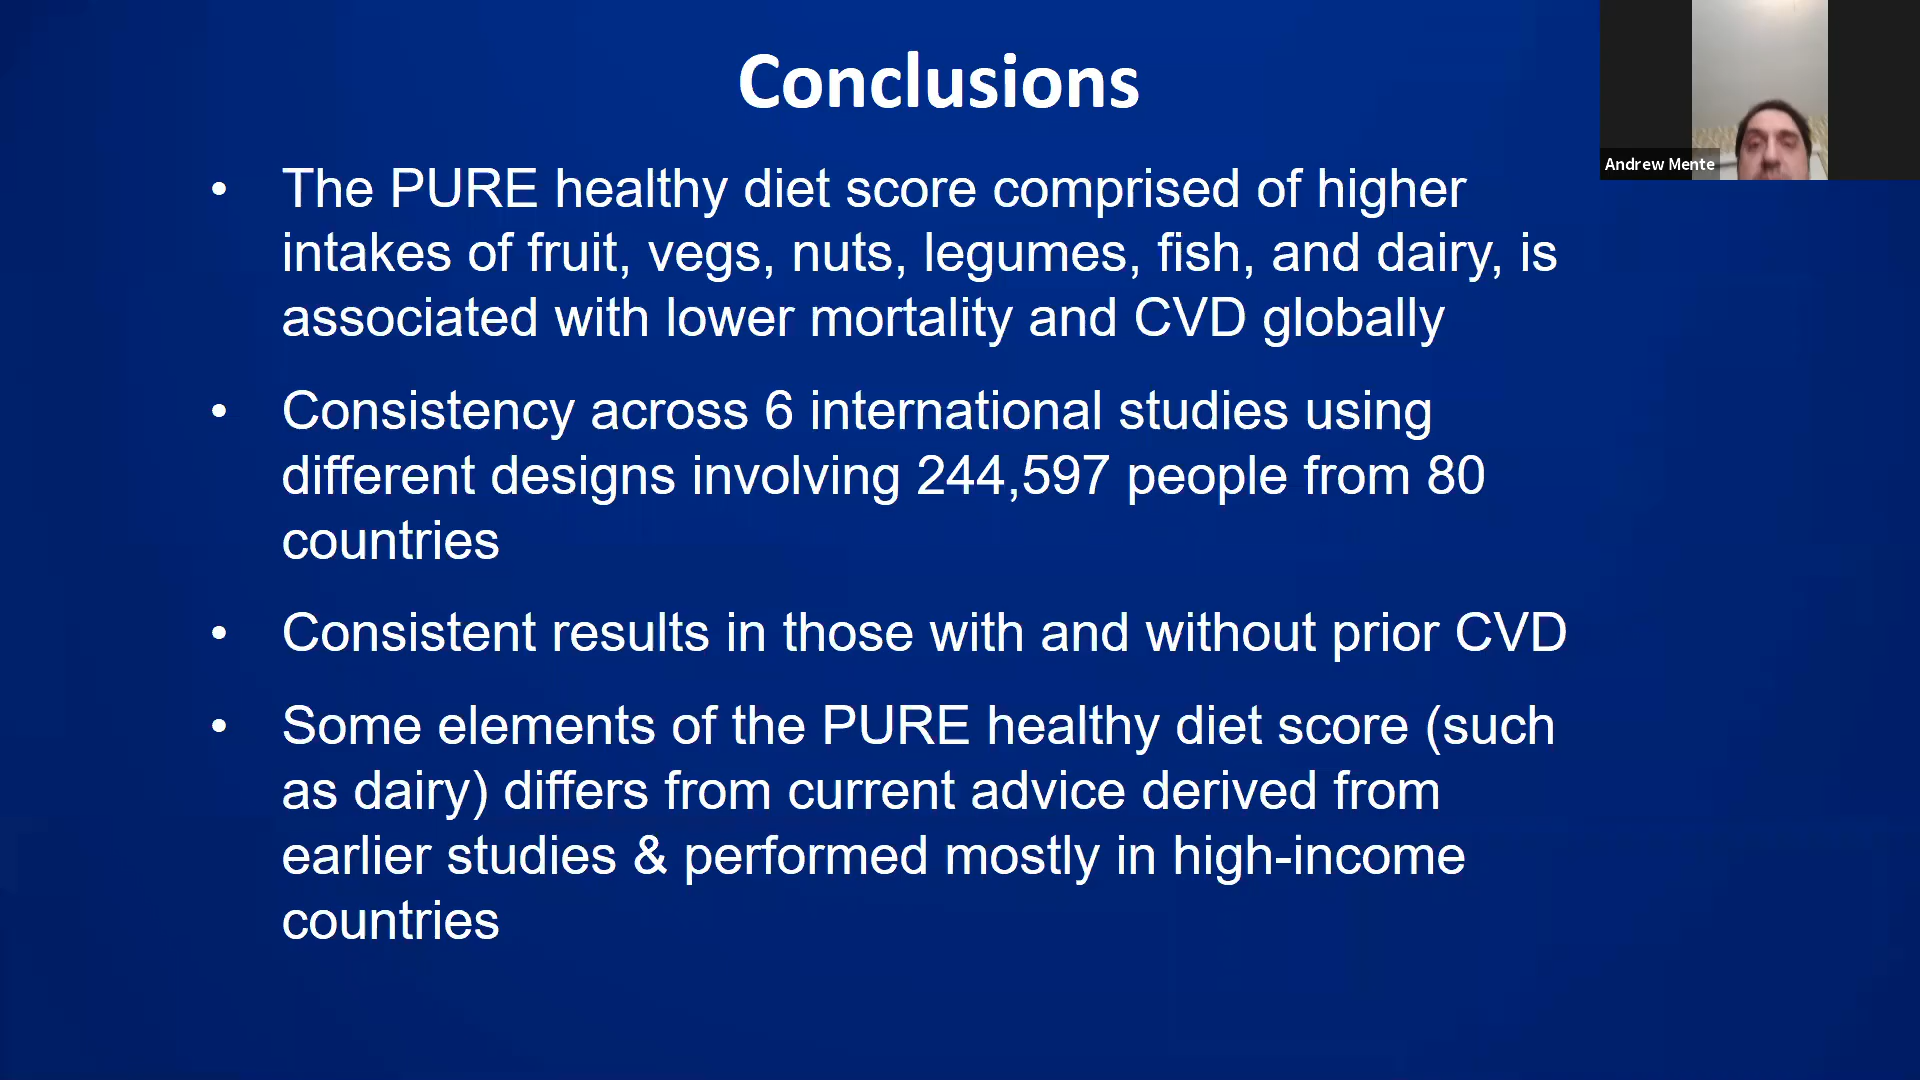 Conclusions
Andrew Mente
• The PURE healthy diet score comprised of higher
intakes of fruit, vegs, nuts, legumes, fish, and dairy, is
associated with lower mortality and CVD globally
• Consistency across 6 international studies using
different designs involving 244,597 people from 80
countries
• Consistent results in those with and without prior CVD
• Some elements of the PURE healthy diet score (such
as dairy) differs from current advice derived from
earlier studies & performed mostly in high-income
countries